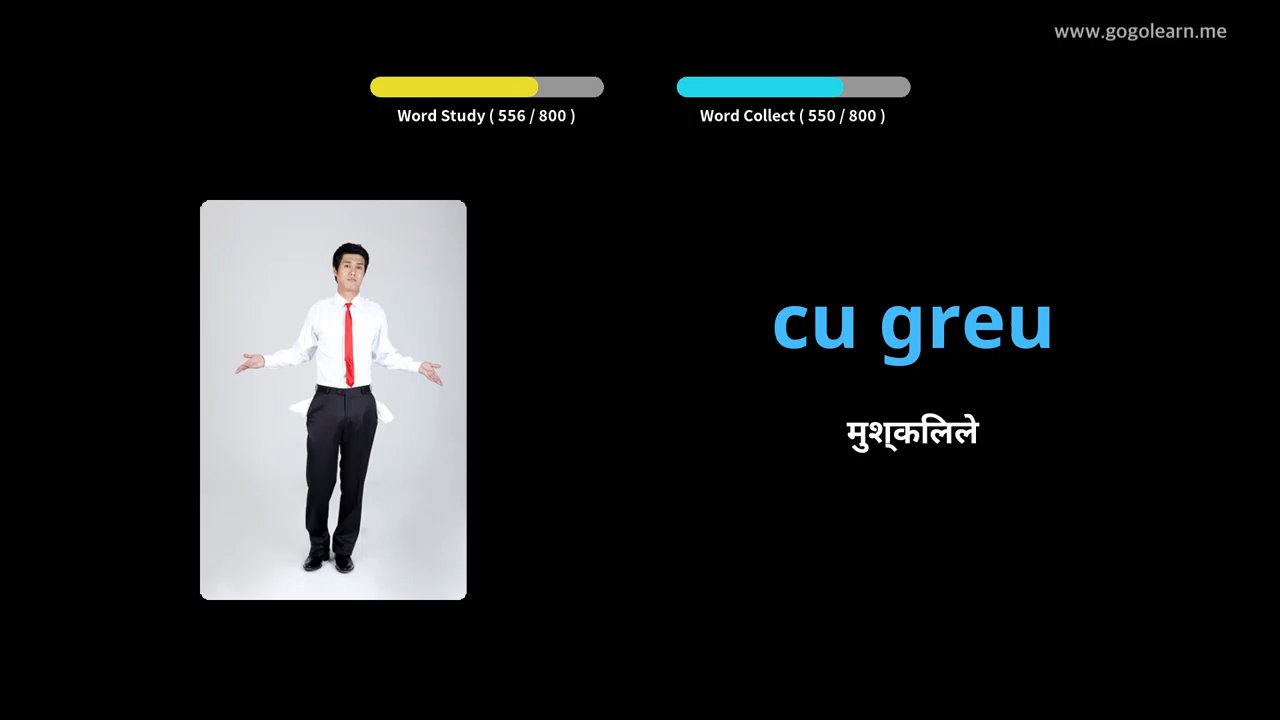 www.gogolearn.me
Word Study ( 556 / 800 )
Word Collect ( 550 / 800 )
cu greu
मुश्कलिले